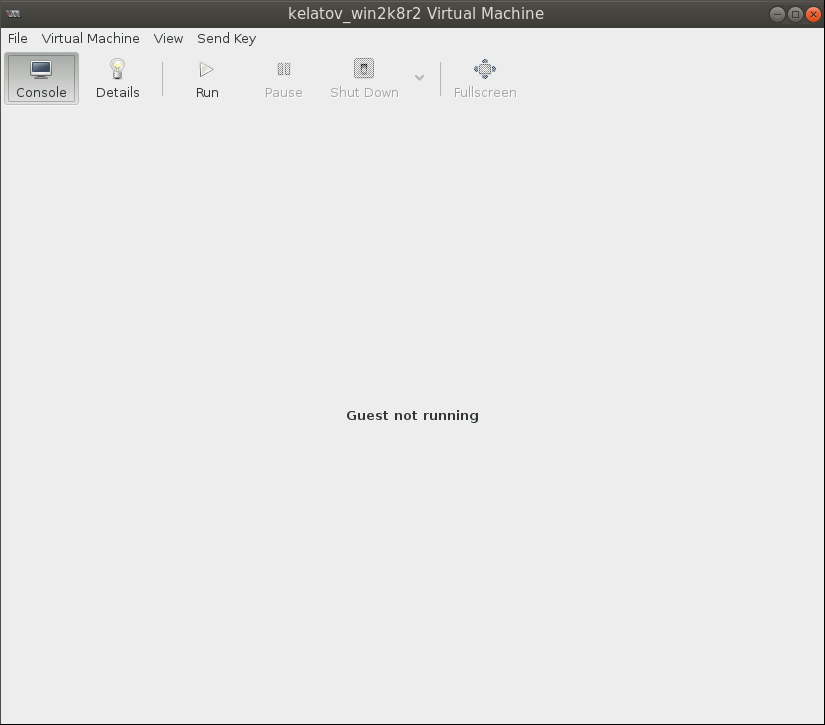 kelatov_win2k8r2 Virtual Machine
File Virtual Machine View Send Key
Console Details Run Pause Shut Down Fullscreen
Guest not running